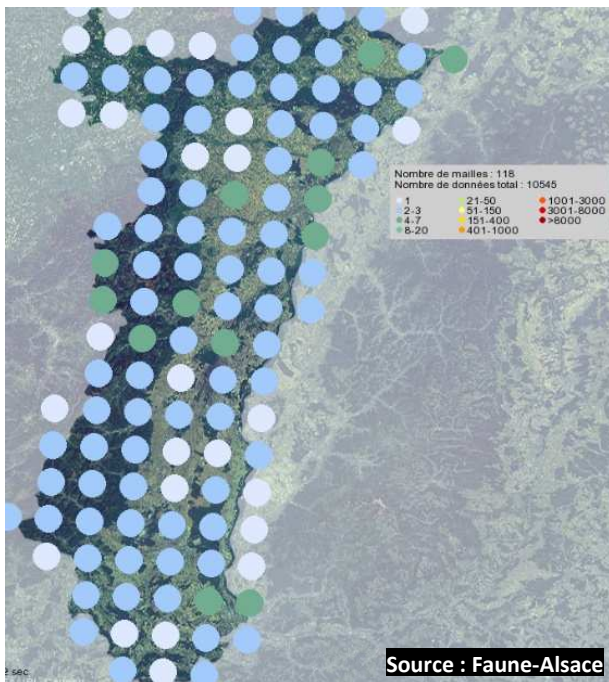 Nombre de mailles : 118
Nombre de données total : 10545
1 21-50 1001-3000
2-3 51-150 3001-8000
4-7 151-400 >8000
8-20 401-1000
sec
Source : Faune-Alsace